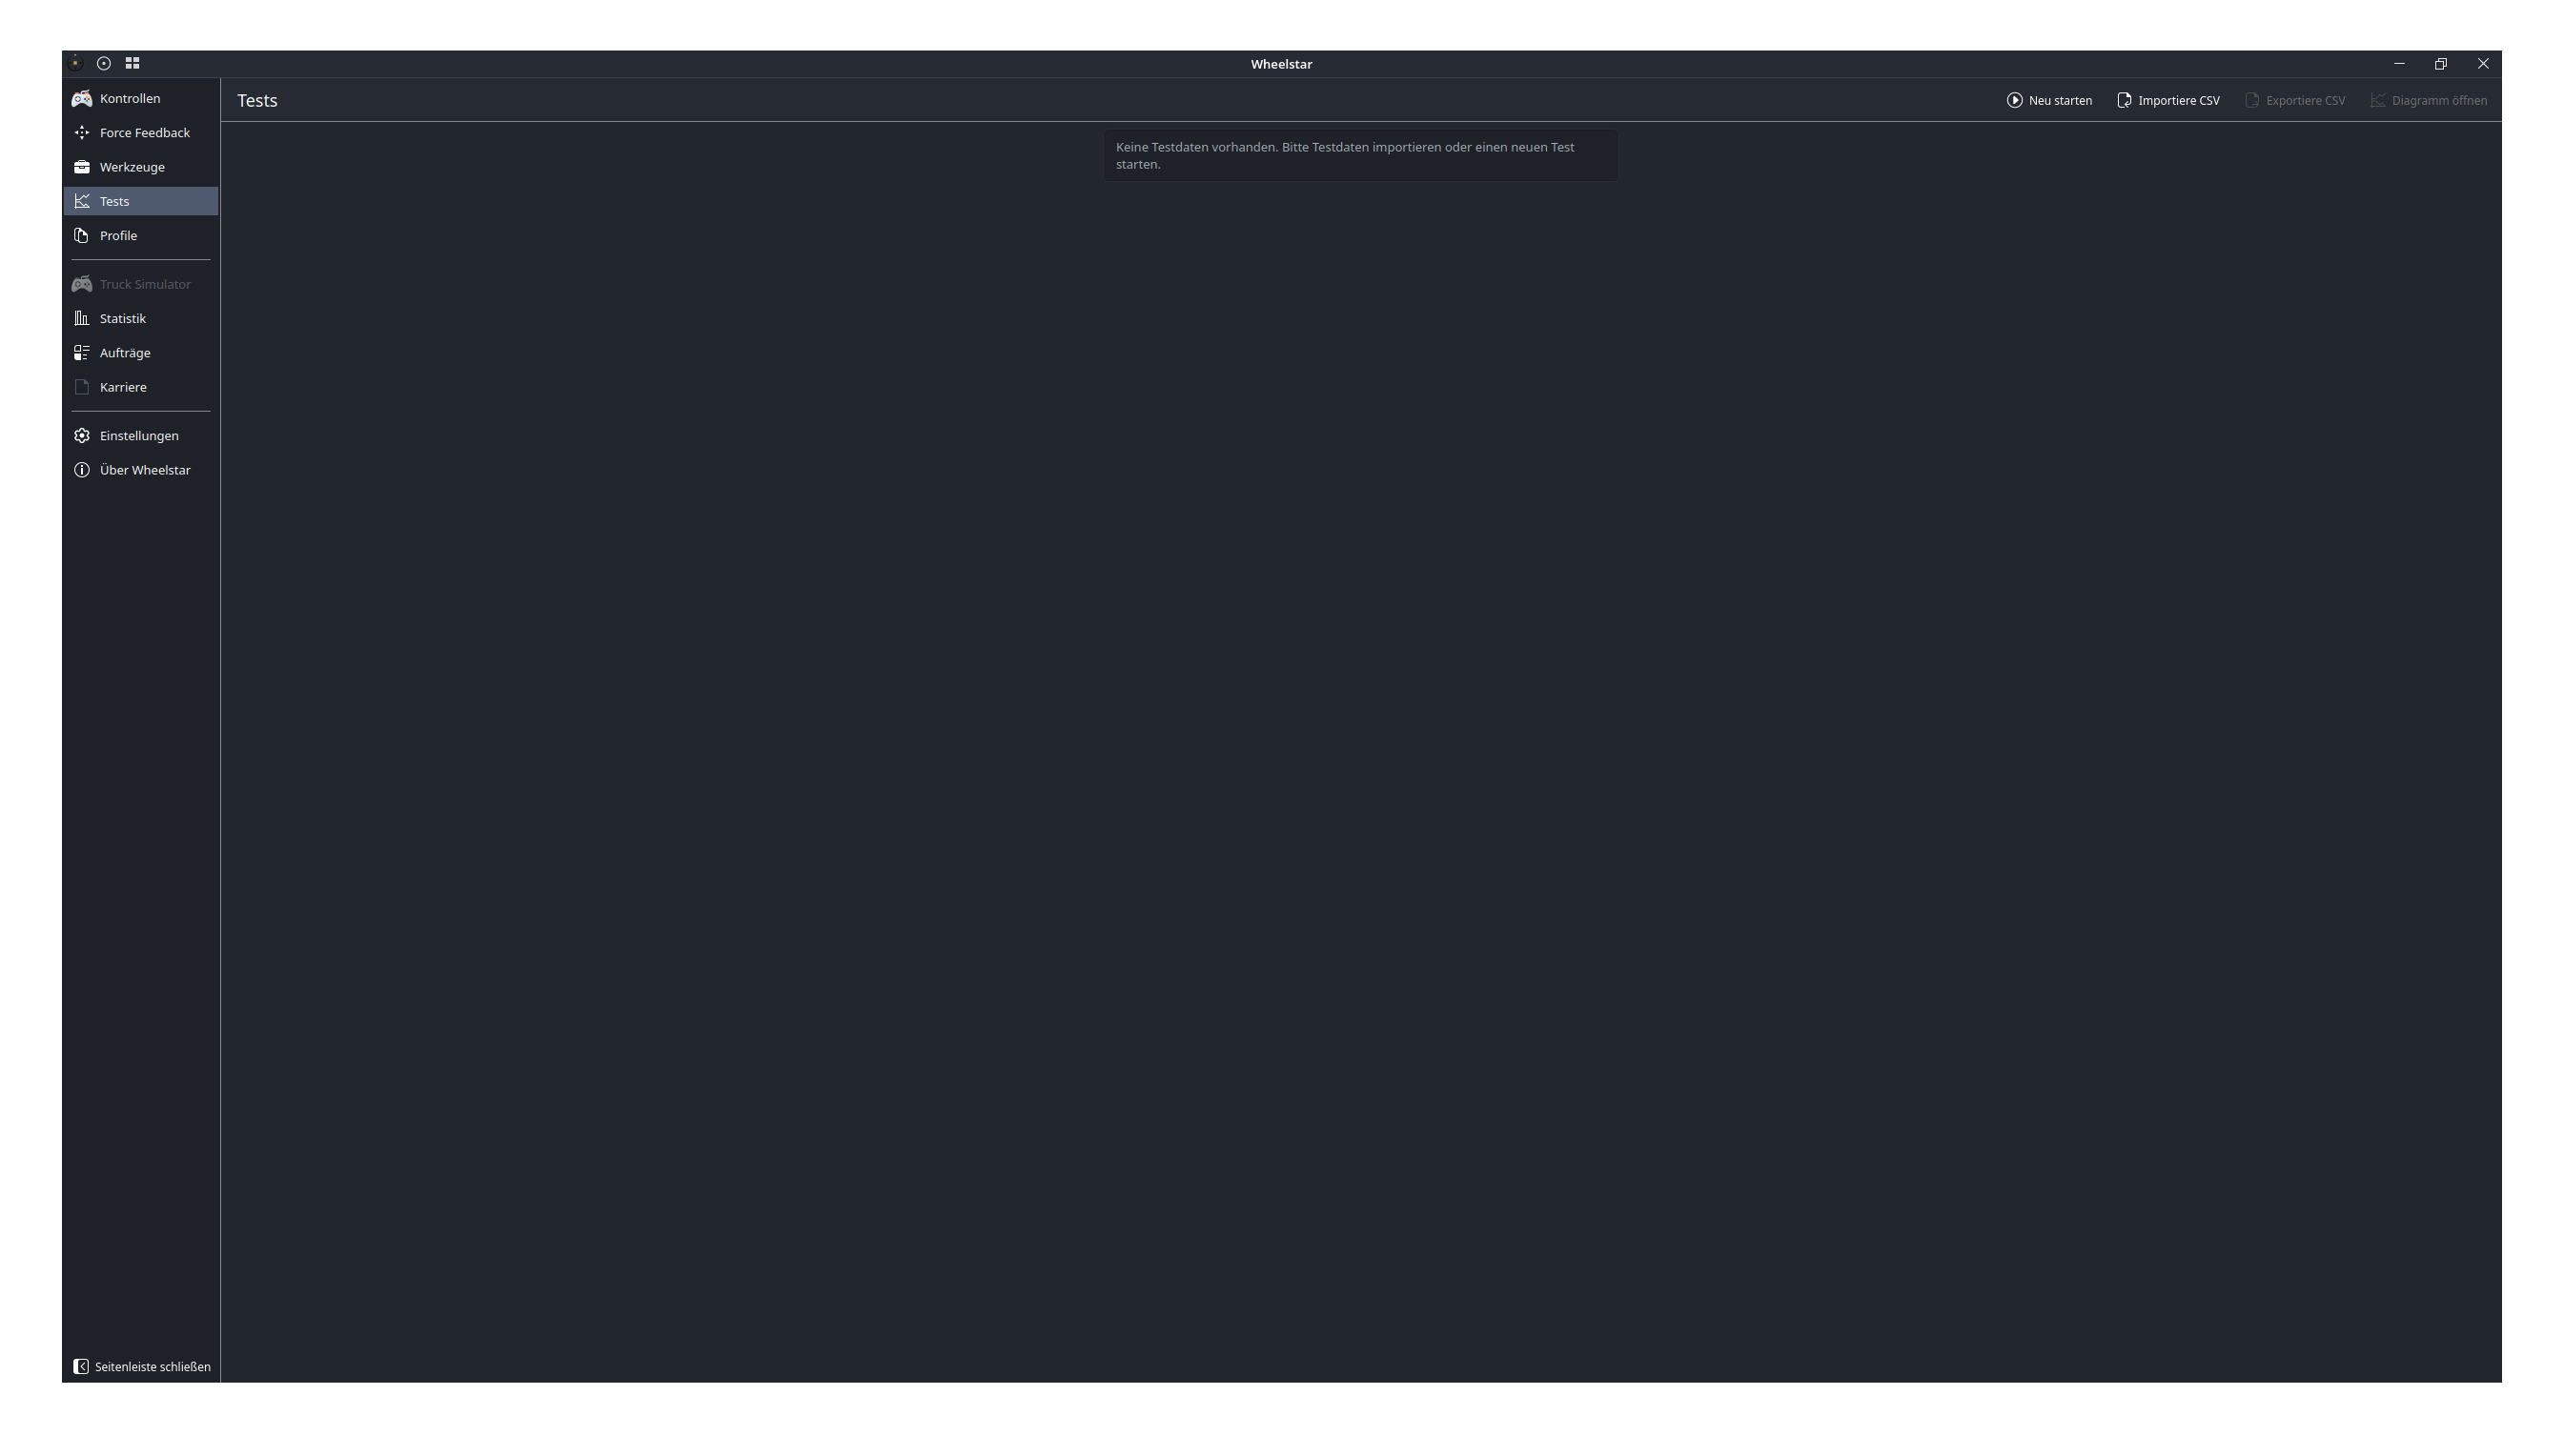 Wheelstar
Kontrollen
Force Feedback
Werkzeuge
Tests
Profile
Truck Simulator
Statistik
Aufträge
Karriere
Einstellungen
Über Wheelstar
Seitenleiste schließen
Tests
Neu starten
Importiere CSV
Exportiere CSV
Diagramm öffnen
Keine Testdaten vorhanden. Bitte Testdaten importieren oder einen neuen Test
starten.